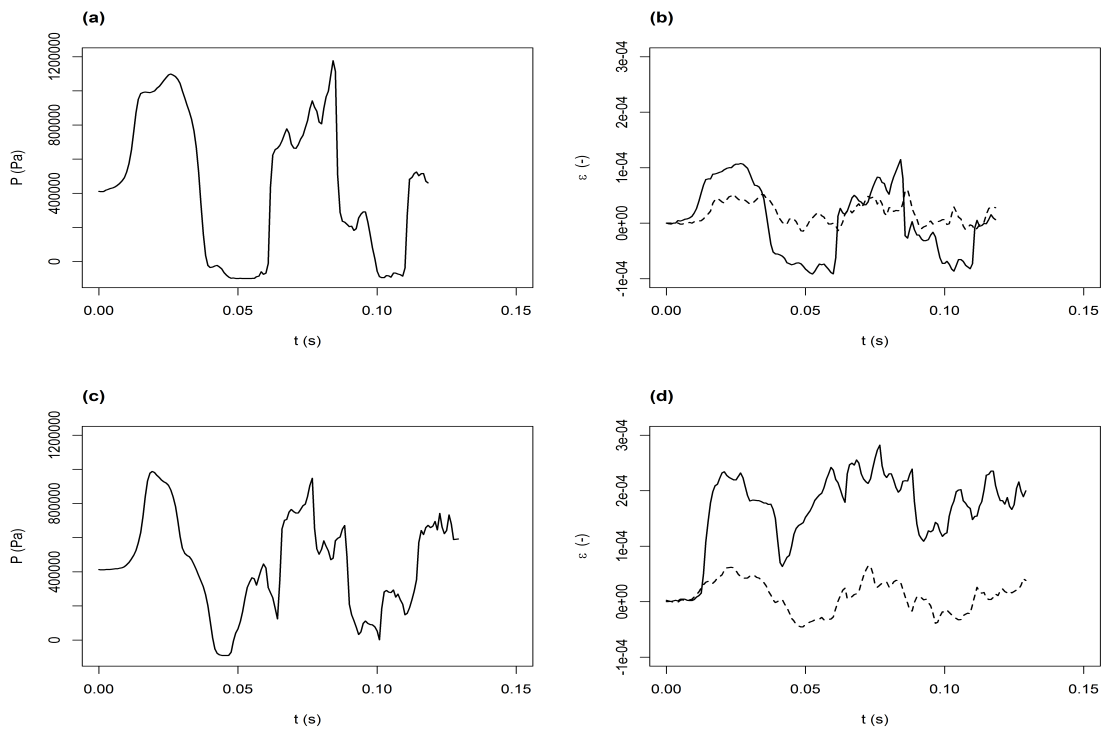 (a)
P (Pa)
1200000
800000
400000
0
0.00 0.05 0.10 0.15
t (s)
(b)
ε (-)
3e-04
2e-04
1e-04
0e+00
-1e-04
0.00 0.05 0.10 0.15
t (s)
(c)
P (Pa)
1200000
800000
400000
0
0.00 0.05 0.10 0.15
t (s)
(d)
ε (-)
3e-04
2e-04
1e-04
0e+00
-1e-04
0.00 0.05 0.10 0.15
t (s)